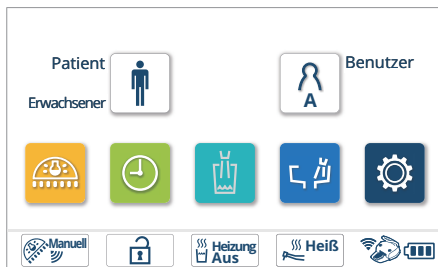 Patient
Benutzer
Erwachsener
A
Manuell
Heizung
Aus
Heiß